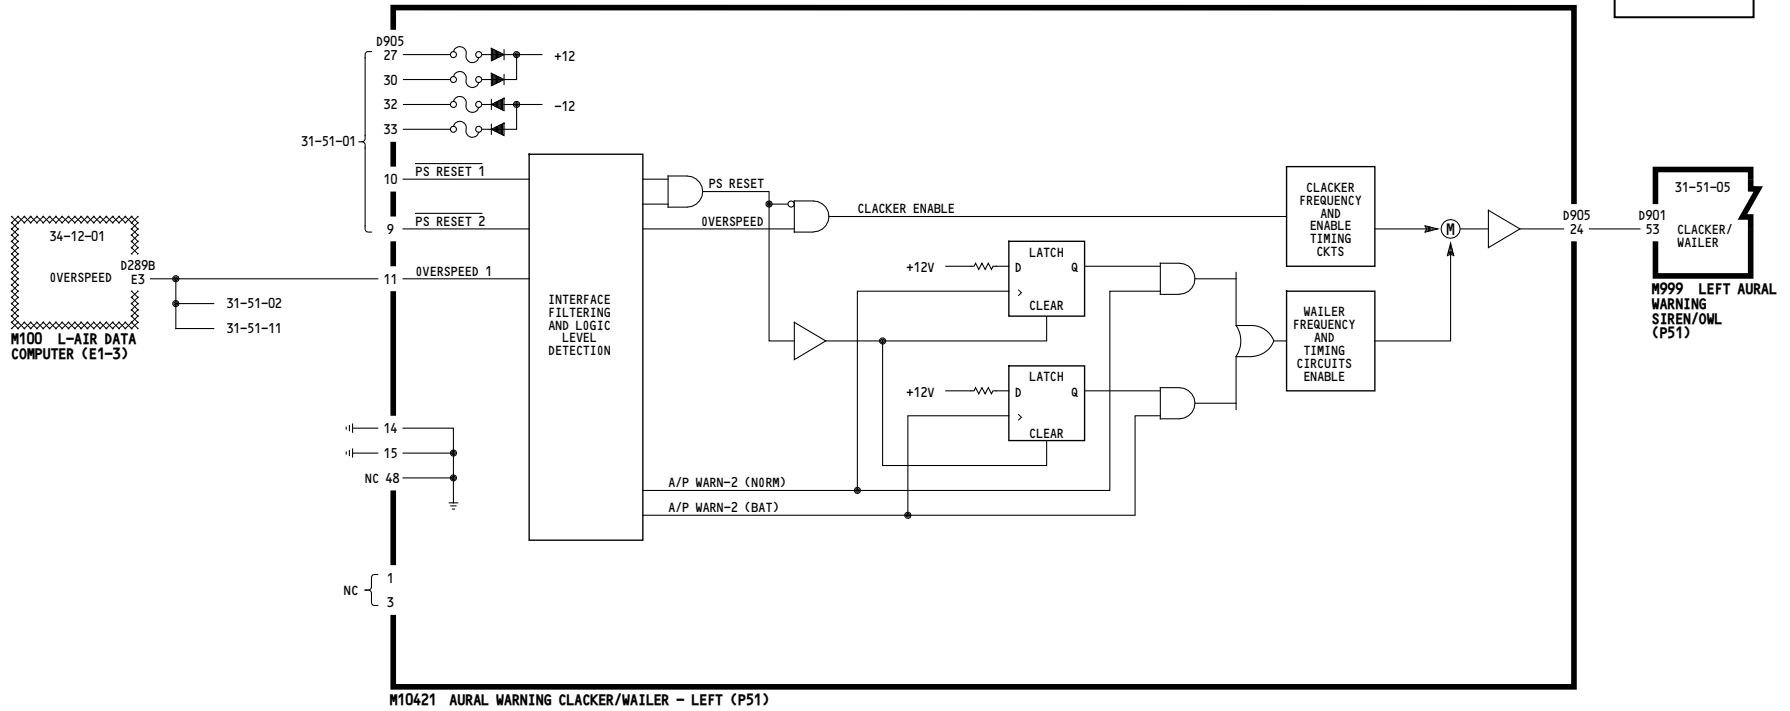 D905
27
+12
30
32
-12
33
31-51-01
10
PS RESET 1
9
PS RESET 2
PS RESET
OVERSPEED
CLACKER ENABLE
CLACKER
FREQUENCY
AND
ENABLE
TIMING
CKTS
M
D905
24
D901
53
31-51-05
CLACKER/
WAILER
M999 LEFT AURAL
WARNING
SIREN/OWL
(P51)
34-12-01
OVERSPEED
D289B
E3
11
OVERSPEED 1
31-51-02
31-51-11
M100 L-AIR DATA
COMPUTER (E1-3)
INTERFACE
FILTERING
AND LOGIC
LEVEL
DETECTION
+12V
LATCH
D
Q
>
CLEAR
WAILER
FREQUENCY
AND
TIMING
CIRCUITS
ENABLE
+12V
LATCH
D
Q
>
CLEAR
14
15
NC 48
A/P WARN-2 (NORM)
A/P WARN-2 (BAT)
NC
1
3
M10421 AURAL WARNING CLACKER/WAILER - LEFT (P51)